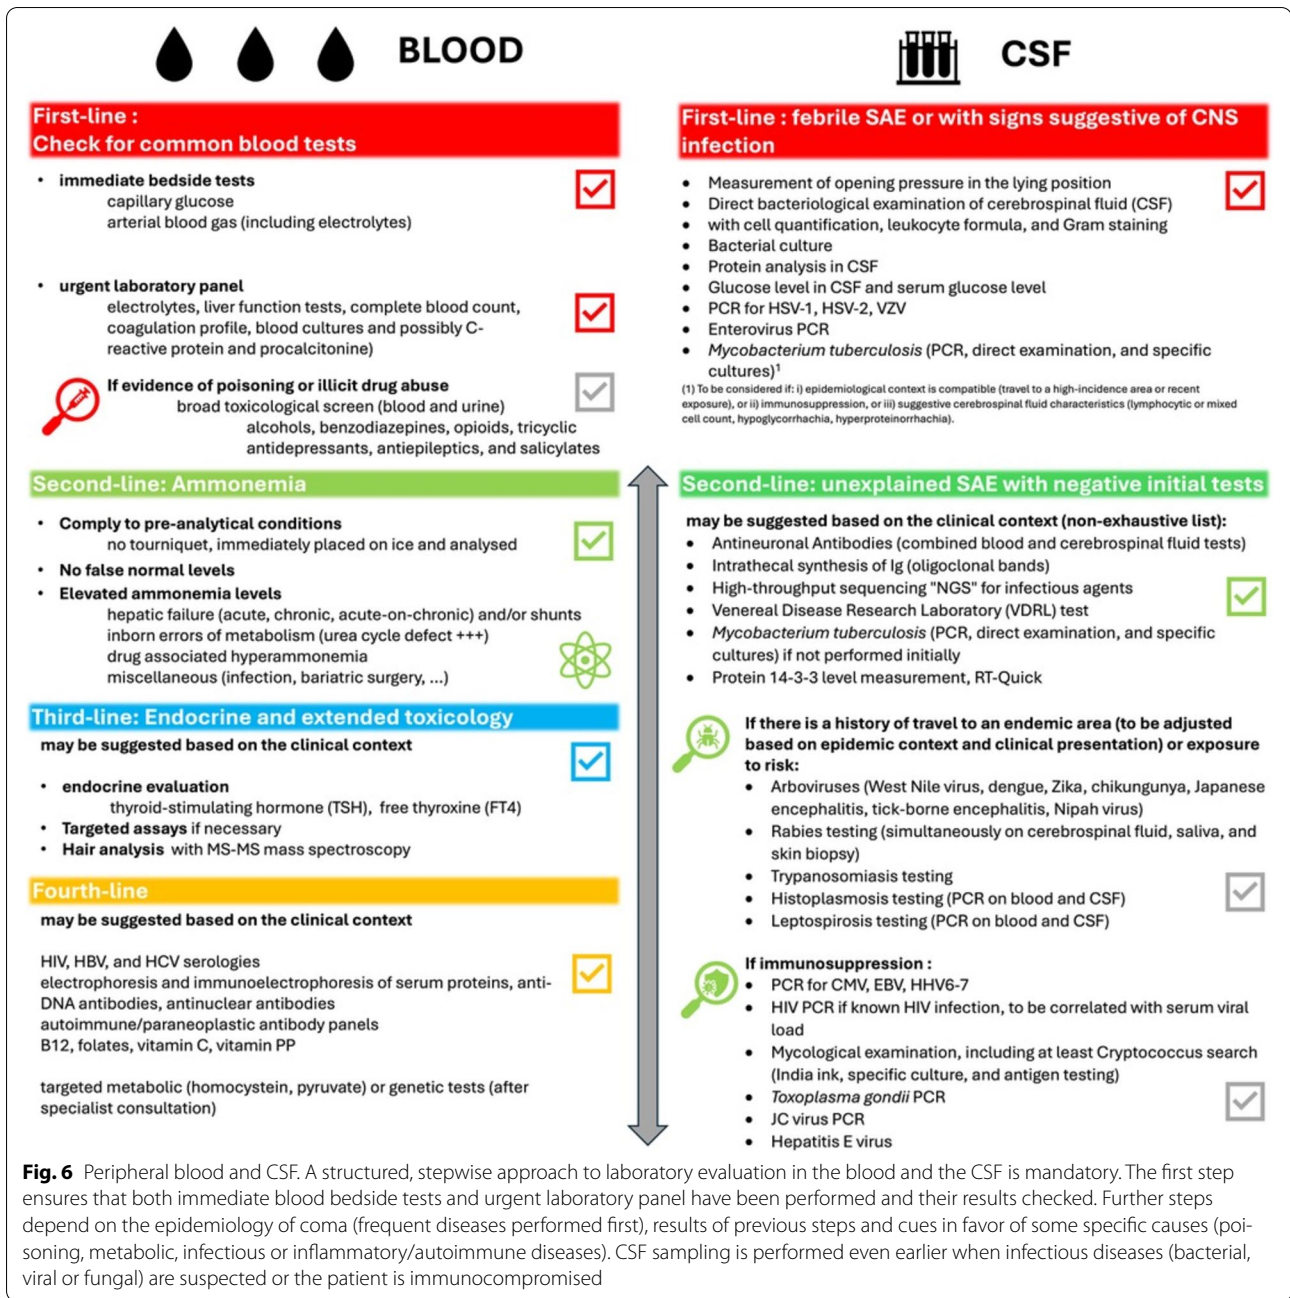 BLOOD
First-line :
Check for common blood tests
• immediate bedside tests
capillary glucose
arterial blood gas (including electrolytes)
• urgent laboratory panel
electrolytes, liver function tests, complete blood count,
coagulation profile, blood cultures and possibly C-
reactive protein and procalcitonine)
If evidence of poisoning or illicit drug abuse
broad toxicological screen (blood and urine)
alcohols, benzodiazepines, opioids, tricyclic
antidepressants, antiepileptics, and salicylates
Second-line: Ammonemia
• Comply to pre-analytical conditions
no tourniquet, immediately placed on ice and analysed
• No false normal levels
• Elevated ammonemia levels
hepatic failure (acute, chronic, acute-on-chronic) and/or shunts
inborn errors of metabolism (urea cycle defect +++)
drug associated hyperammonemia
miscellaneous (infection, bariatric surgery, ...)
Third-line: Endocrine and extended toxicology
may be suggested based on the clinical context
• endocrine evaluation
thyroid-stimulating hormone (TSH), free thyroxine (FT4)
• Targeted assays if necessary
• Hair analysis with MS-MS mass spectroscopy
Fourth-line
may be suggested based on the clinical context
HIV, HBV, and HCV serologies
electrophoresis and immunoelectrophoresis of serum proteins, anti-
DNA antibodies, antinuclear antibodies
autoimmune/paraneoplastic antibody panels
B12, folates, vitamin C, vitamin PP
targeted metabolic (homocystein, pyruvate) or genetic tests (after
specialist consultation)
CSF
First-line : febrile SAE or with signs suggestive of CNS
infection
• Measurement of opening pressure in the lying position
• Direct bacteriological examination of cerebrospinal fluid (CSF)
• with cell quantification, leukocyte formula, and Gram staining
• Bacterial culture
• Protein analysis in CSF
• Glucose level in CSF and serum glucose level
• PCR for HSV-1, HSV-2, VZV
• Enterovirus PCR
• Mycobacterium tuberculosis (PCR, direct examination, and specific
cultures)¹
(1) To be considered if: i) epidemiological context is compatible (travel to a high-incidence area or recent
exposure), or ii) immunosuppression, or iii) suggestive cerebrospinal fluid characteristics (lymphocytic or mixed
cell count, hypoglycorrhachia, hyperproteinorrhachia).
Second-line: unexplained SAE with negative initial tests
may be suggested based on the clinical context (non-exhaustive list):
• Antineuronal Antibodies (combined blood and cerebrospinal fluid tests)
• Intrathecal synthesis of Ig (oligoclonal bands)
• High-throughput sequencing "NGS" for infectious agents
• Venereal Disease Research Laboratory (VDRL) test
• Mycobacterium tuberculosis (PCR, direct examination, and specific
cultures) if not performed initially
• Protein 14-3-3 level measurement, RT-Quick
If there is a history of travel to an endemic area (to be adjusted
based on epidemic context and clinical presentation) or exposure
to risk:
• Arboviruses (West Nile virus, dengue, Zika, chikungunya, Japanese
encephalitis, tick-borne encephalitis, Nipah virus)
• Rabies testing (simultaneously on cerebrospinal fluid, saliva, and
skin biopsy)
• Trypanosomiasis testing
• Histoplasmosis testing (PCR on blood and CSF)
• Leptospirosis testing (PCR on blood and CSF)
If immunosuppression :
• PCR for CMV, EBV, HHV6-7
• HIV PCR if known HIV infection, to be correlated with serum viral
load
• Mycological examination, including at least Cryptococcus search
(India ink, specific culture, and antigen testing)
• Toxoplasma gondii PCR
• JC virus PCR
• Hepatitis E virus
Fig. 6 Peripheral blood and CSF. A structured, stepwise approach to laboratory evaluation in the blood and the CSF is mandatory. The first step
ensures that both immediate blood bedside tests and urgent laboratory panel have been performed and their results checked. Further steps
depend on the epidemiology of coma (frequent diseases performed first), results of previous steps and cues in favor of some specific causes (poi-
soning, metabolic, infectious or inflammatory/autoimmune diseases). CSF sampling is performed even earlier when infectious diseases (bacterial,
viral or fungal) are suspected or the patient is immunocompromised